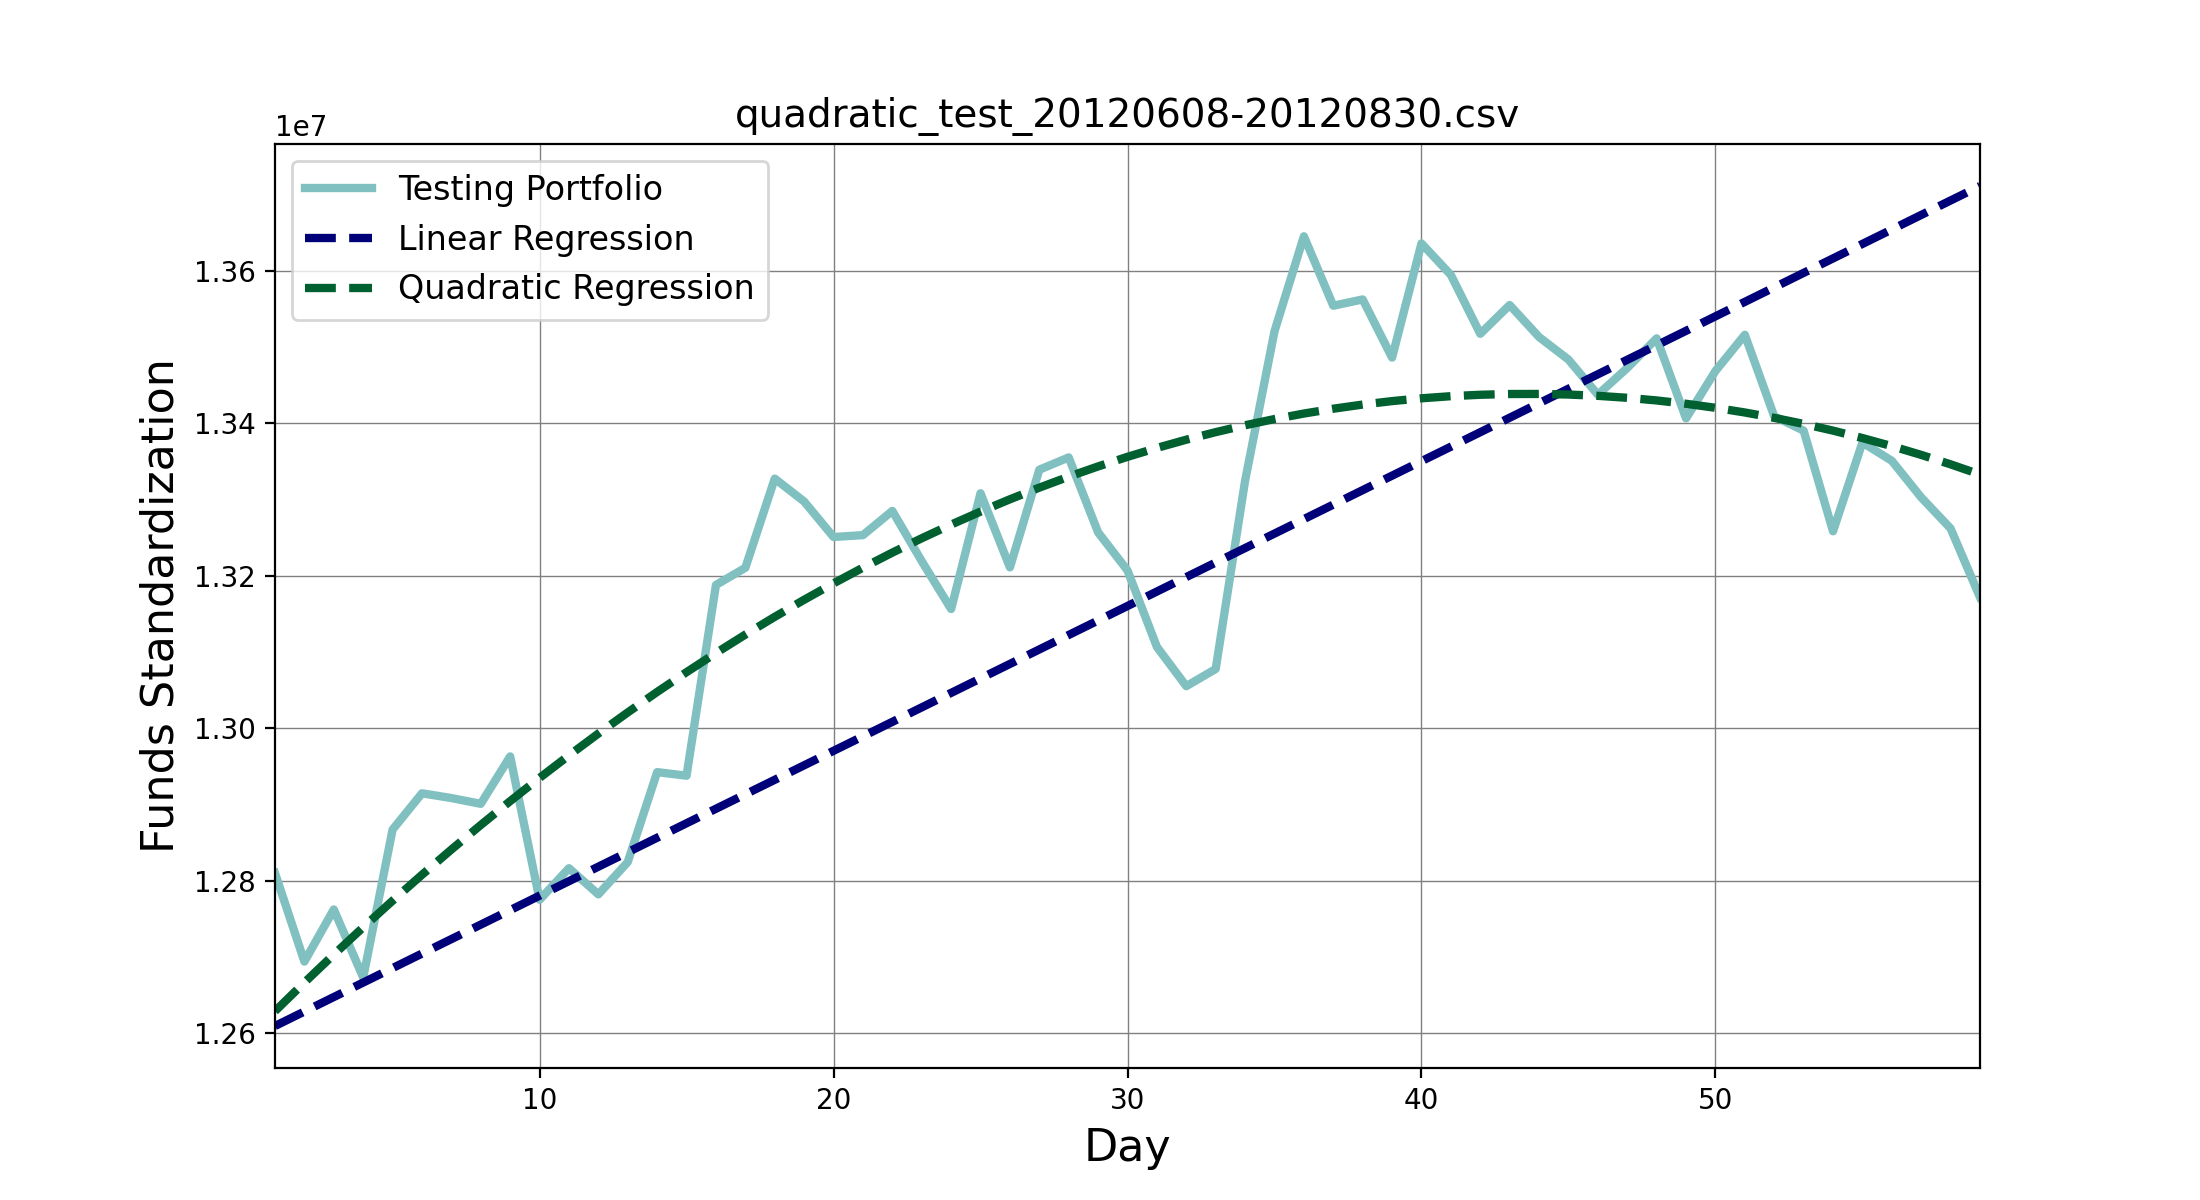 quadratic_test_20120608-20120830.csv
1e7
Testing Portfolio
Linear Regression
Quadratic Regression
Funds Standardization
1.36
1.34
1.32
1.30
1.28
1.26
10 20 30 40 50
Day